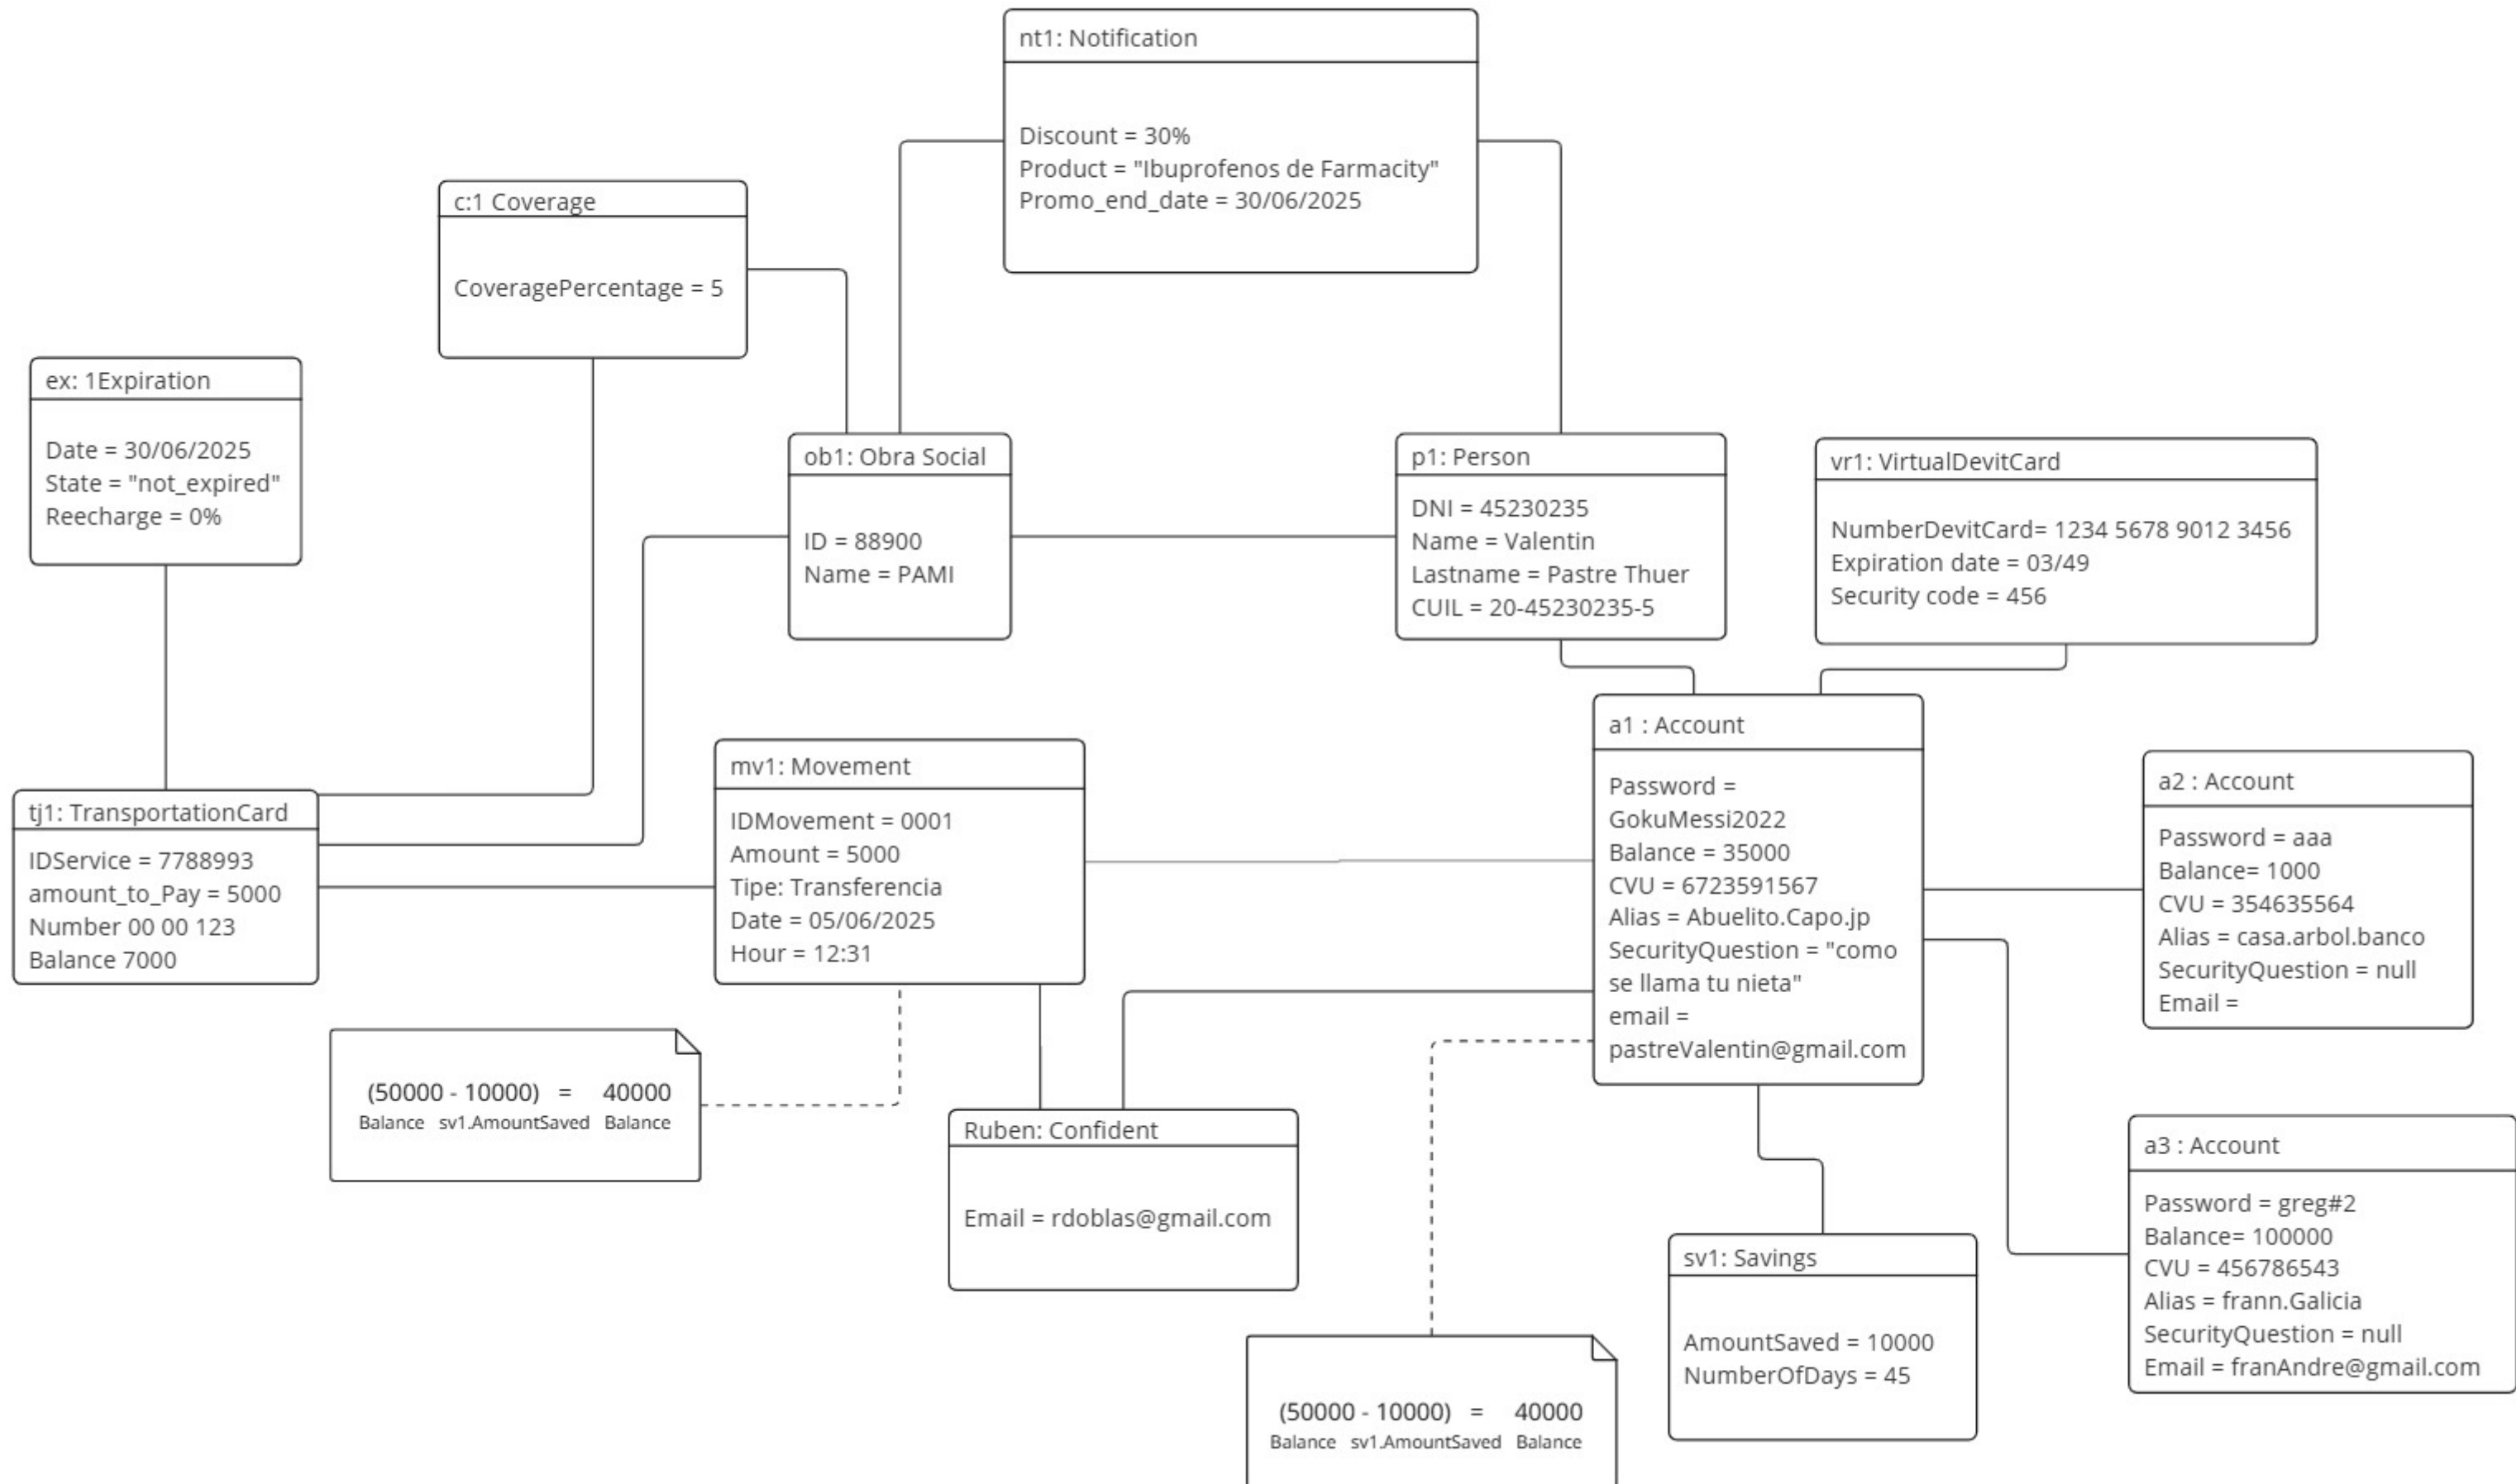 nt1: Notification
Discount = 30%
Product = "Ibuprofenos de Farmacity"
Promo_end_date = 30/06/2025
c:1 Coverage
CoveragePercentage = 5
ex: 1Expiration
Date = 30/06/2025
State = "not_expired"
Reecharge = 0%
ob1: Obra Social
ID = 88900
Name = PAMI
p1: Person
DNI = 45230235
Name = Valentin
Lastname = Pastre Thuer
CUIL = 20-45230235-5
vr1: VirtualDevitCard
NumberDevitCard= 1234 5678 9012 3456
Expiration date = 03/49
Security code = 456
tj1: TransportationCard
IDService = 7788993
amount_to_Pay = 5000
Number 00 00 123
Balance 7000
mv1: Movement
IDMovement = 0001
Amount = 5000
Tipe: Transferencia
Date = 05/06/2025
Hour = 12:31
a1 : Account
Password =
GokuMessi2022
Balance = 35000
CVU = 6723591567
Alias = Abuelito.Capo.jp
SecurityQuestion = "como
se llama tu nieta"
email =
pastreValentin@gmail.com
a2 : Account
Password = aaa
Balance= 1000
CVU = 354635564
Alias = casa.arbol.banco
SecurityQuestion = null
Email =
(50000 - 10000) = 40000
Balance sv1.AmountSaved Balance
Ruben: Confident
Email = rdoblas@gmail.com
a3 : Account
Password = greg#2
Balance= 100000
CVU = 456786543
Alias = frann.Galicia
SecurityQuestion = null
Email = franAndre@gmail.com
sv1: Savings
AmountSaved = 10000
NumberOfDays = 45
(50000 - 10000) = 40000
Balance sv1.AmountSaved Balance